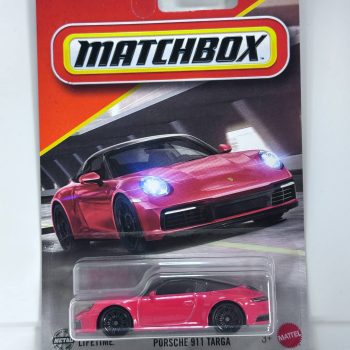 MATCHBOX
LIFETIME
PORSCHE 911 TARGA
3+
MATTEL